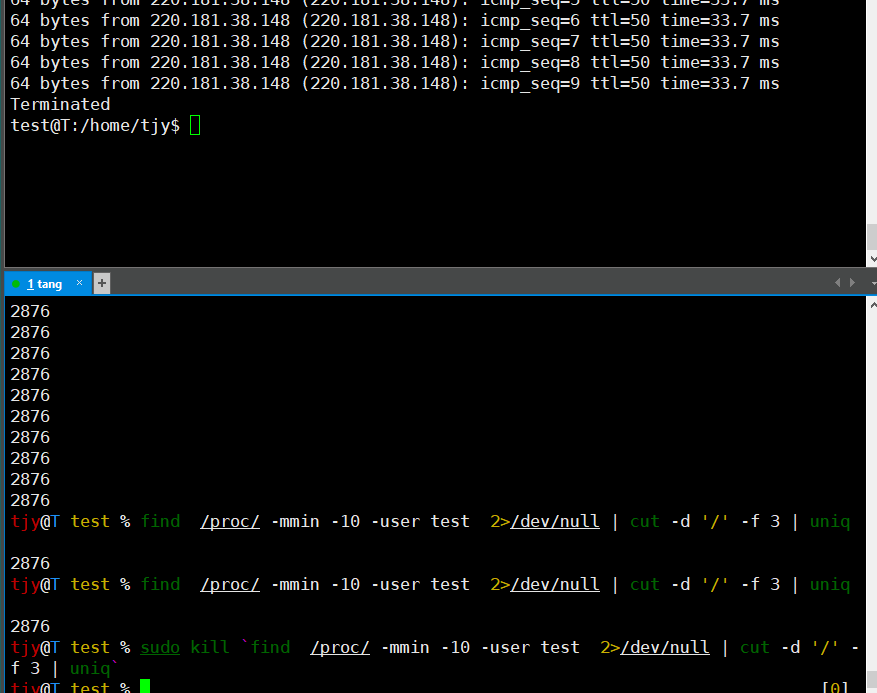 64 bytes from 220.181.38.148 (220.181.38.148): icmp_seq=5 ttl=50 time=33.7 ms
64 bytes from 220.181.38.148 (220.181.38.148): icmp_seq=6 ttl=50 time=33.7 ms
64 bytes from 220.181.38.148 (220.181.38.148): icmp_seq=7 ttl=50 time=33.7 ms
64 bytes from 220.181.38.148 (220.181.38.148): icmp_seq=8 ttl=50 time=33.7 ms
64 bytes from 220.181.38.148 (220.181.38.148): icmp_seq=9 ttl=50 time=33.7 ms
Terminated
test@T:/home/tjy$
1 tang × +
2876
2876
2876
2876
2876
2876
2876
2876
2876
2876
tjy@T test % find  /proc/ -mmin -10 -user test  2>/dev/null | cut -d '/' -f 3 | uniq
2876
tjy@T test % find  /proc/ -mmin -10 -user test  2>/dev/null | cut -d '/' -f 3 | uniq
2876
tjy@T test % sudo kill `find  /proc/ -mmin -10 -user test  2>/dev/null | cut -d '/' -
f 3 | uniq`
tjy@T test % [0]